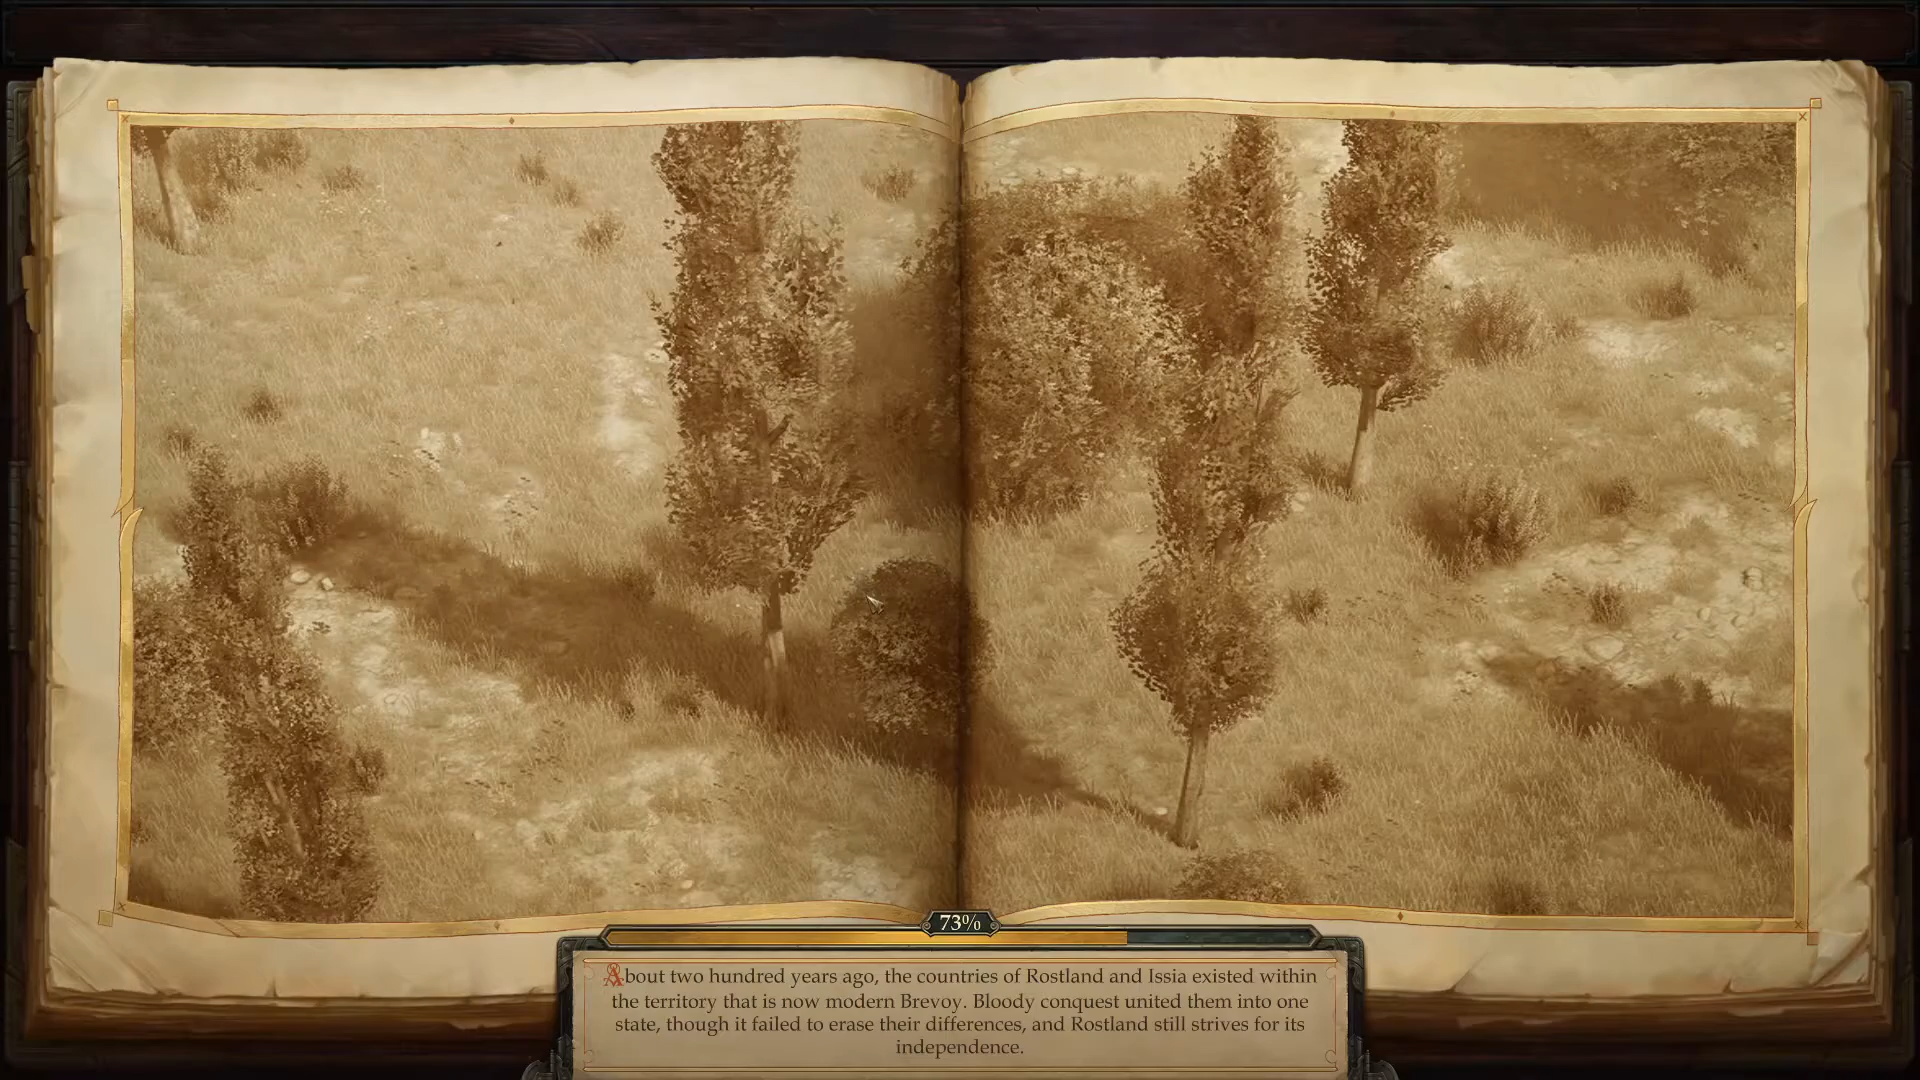 73%
About two hundred years ago, the countries of Rostland and Issia existed within
the territory that is now modern Brevoy. Bloody conquest united them into one
state, though it failed to erase their differences, and Rostland still strives for its
independence.